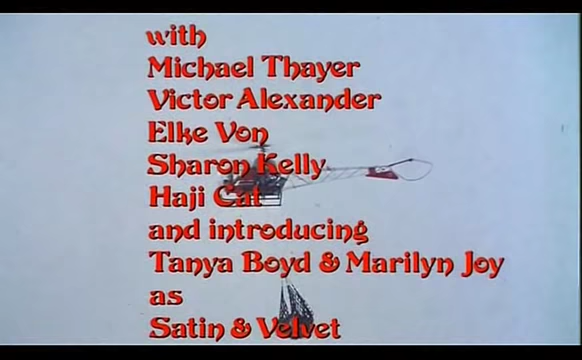 with
Michael Thayer
Victor Alexander
Elke Von
Sharon Kelly
Haji Cat
and introducing
Tanya Boyd & Marilyn Joy
as
Satin & Velvet